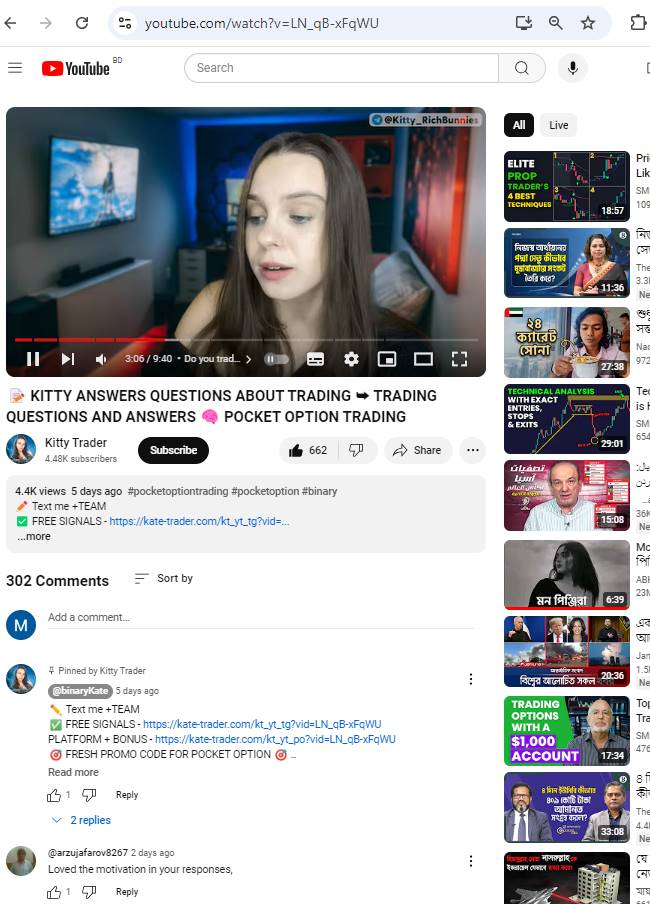 youtube.com/watch?v=LN_qB-xFqWU
YouTube BD
Search
@Kitty_RichBunnies
3:06 / 9:40 • Do you trad...
📝 KITTY ANSWERS QUESTIONS ABOUT TRADING ➥ TRADING
QUESTIONS AND ANSWERS 🧠 POCKET OPTION TRADING
Kitty Trader
4.48K subscribers
Subscribe
662
Share
4.4K views 5 days ago #pocketoptiontrading #pocketoption #binary
✏️ Text me +TEAM
✅ FREE SIGNALS - https://kate-trader.com/kt_yt_tg?vid=...
...more
302 Comments
Sort by
M
Add a comment...
Pinned by Kitty Trader
@binaryKate 5 days ago
✏️ Text me +TEAM
✅ FREE SIGNALS - https://kate-trader.com/kt_yt_tg?vid=LN_qB-xFqWU
PLATFORM + BONUS - https://kate-trader.com/kt_yt_po?vid=LN_qB-xFqWU
🎯 FRESH PROMO CODE FOR POCKET OPTION 🎯 ...
Read more
1
Reply
2 replies
@arzujafarov8267 2 days ago
Loved the motivation in your responses,
1
Reply
All
Live
ELITE
PROP
TRADER'S
4 BEST
TECHNIQUES
1
2
3
4
18:57
Pri
Lik
SM
109
11:36
The
3.3
Ne
২৪
ক্যারেট
সোনা
27:38
Nac
972
TECHNICAL ANALYSIS
WITH EXACT
ENTRIES,
STOPS
& EXITS
29:01
Tec
is H
SM
654
تصفيات
آسيا
15:08
36K
Ne
মন পিঞ্জিরা
6:39
Mo
ABH
23M
20:36
Jan
1.5
Ne
TRADING
OPTIONS
WITH A
$1,000
ACCOUNT
17:34
Top
Tra
SM
476
৪০৯ কোটি টাকা
33:08
The
4.4
Ne
যে